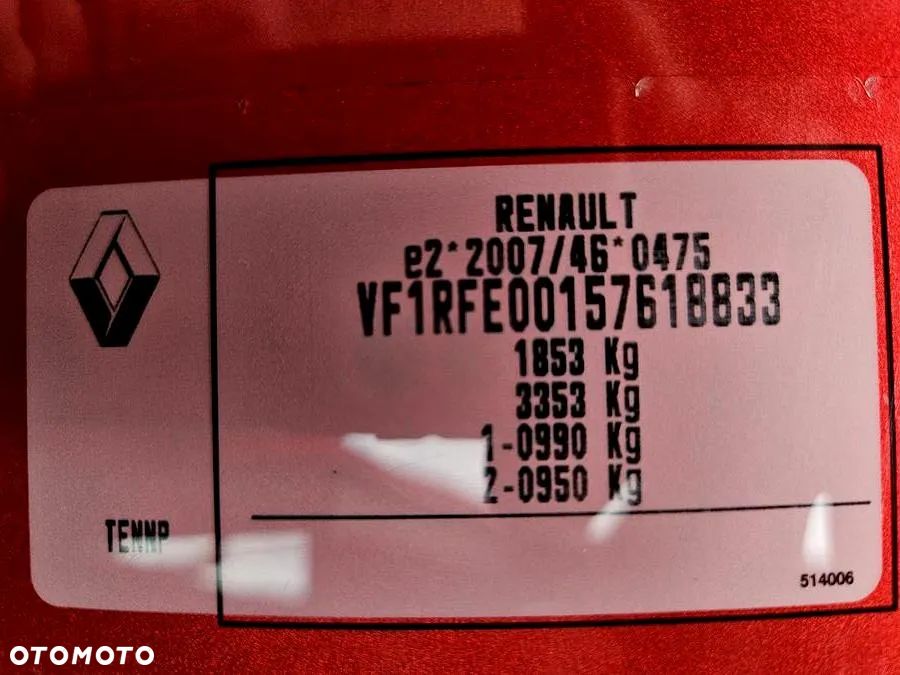 RENAULT
e2*2007/46*0475
VF1RFE00157618833
1853 Kg
3353 Kg
1-0990 Kg
2-0950 Kg
TENNP
514006
OTOMOTO